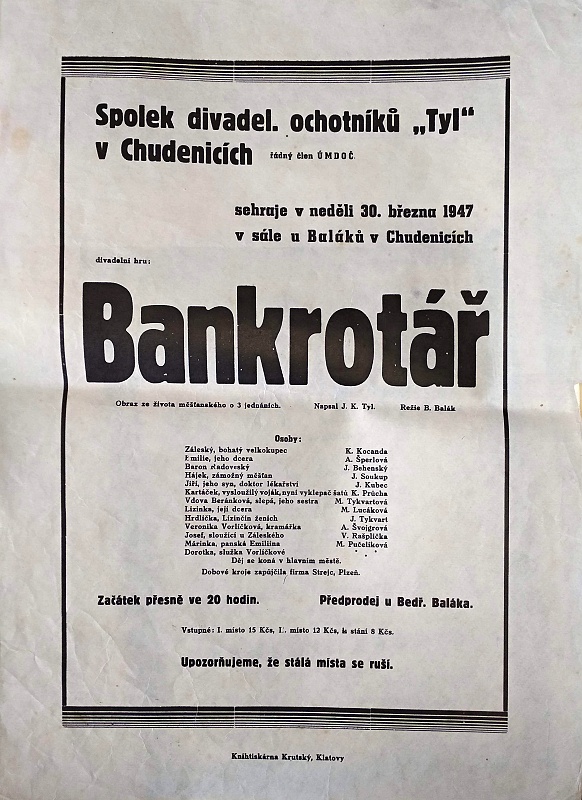 Spolek divadel. ochotníků „Tyl“
v Chudenicích řádný člen ÚMDOČ.
sehraje v neděli 30. března 1947
v sále u Baláků v Chudenicích
divadelní hru:
Bankrotář
Obraz ze života měšťanského o 3 jednáních. Napsal J. K. Tyl. Režie B. Balák
Osoby:
Záleský, bohatý velkokupec K. Kocanda
Emilie, jeho dcera A. Šperlová
Baron Radoveský J. Behenský
Hájek, zámožný měšťan J. Soukup
Jiří, jeho syn, doktor lékařství J. Kubec
Kartáček, vysloužilý voják, nyní vyklepač šatů K. Průcha
Vdova Beránková, slepá, jeho sestra M. Tykvartová
Lizinka, její dcera M. Lucáková
Hrdlička, Lizinčin ženich J. Tykvart
Veronika Vorlíčková, kramářka A. Švojgrová
Josef, sloužící u Záleského V. Rašplička
Márinka, panská Emiliina M. Pučelíková
Dorotka, služka Vorlíčkové . . .
Děj se koná v hlavním městě.
Dobové kroje zapůjčila firma Strejc, Plzeň.
Začátek přesně ve 20 hodin. Předprodej u Bedř. Baláka.
Vstupné: I. místo 15 Kčs, II. místo 12 Kčs, k stání 8 Kčs.
Upozorňujeme, že stálá místa se ruší.
Knihtiskárna Krutský, Klatovy